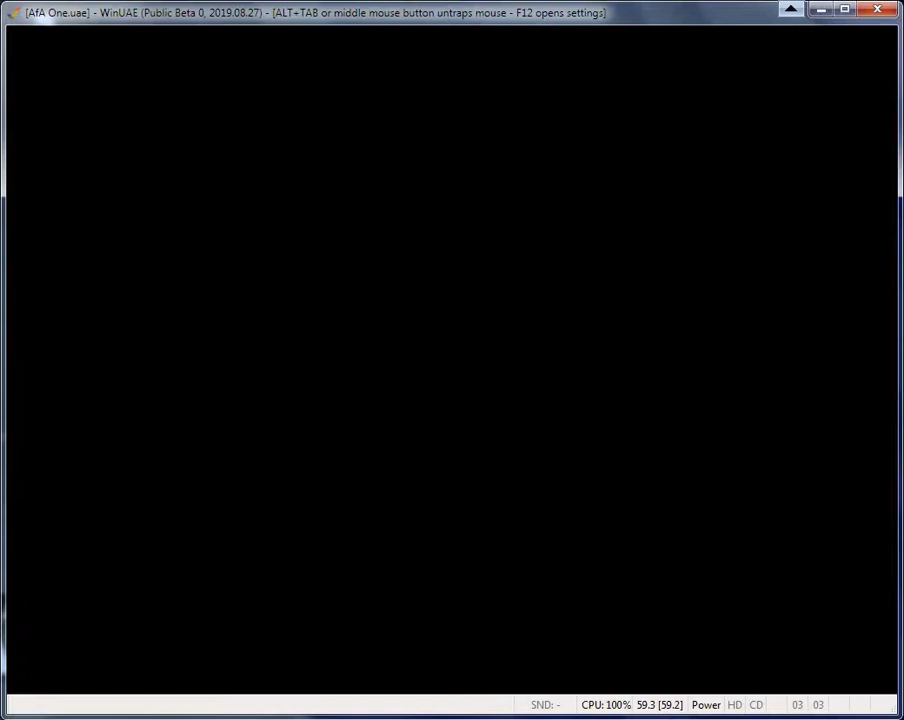 [AfA One.uae] - WinUAE (Public Beta 0, 2019.08.27) - [ALT+TAB or middle mouse button untraps mouse - F12 opens settings]
SND: - CPU: 100% 59.3 [59.2] Power HD CD 03 03